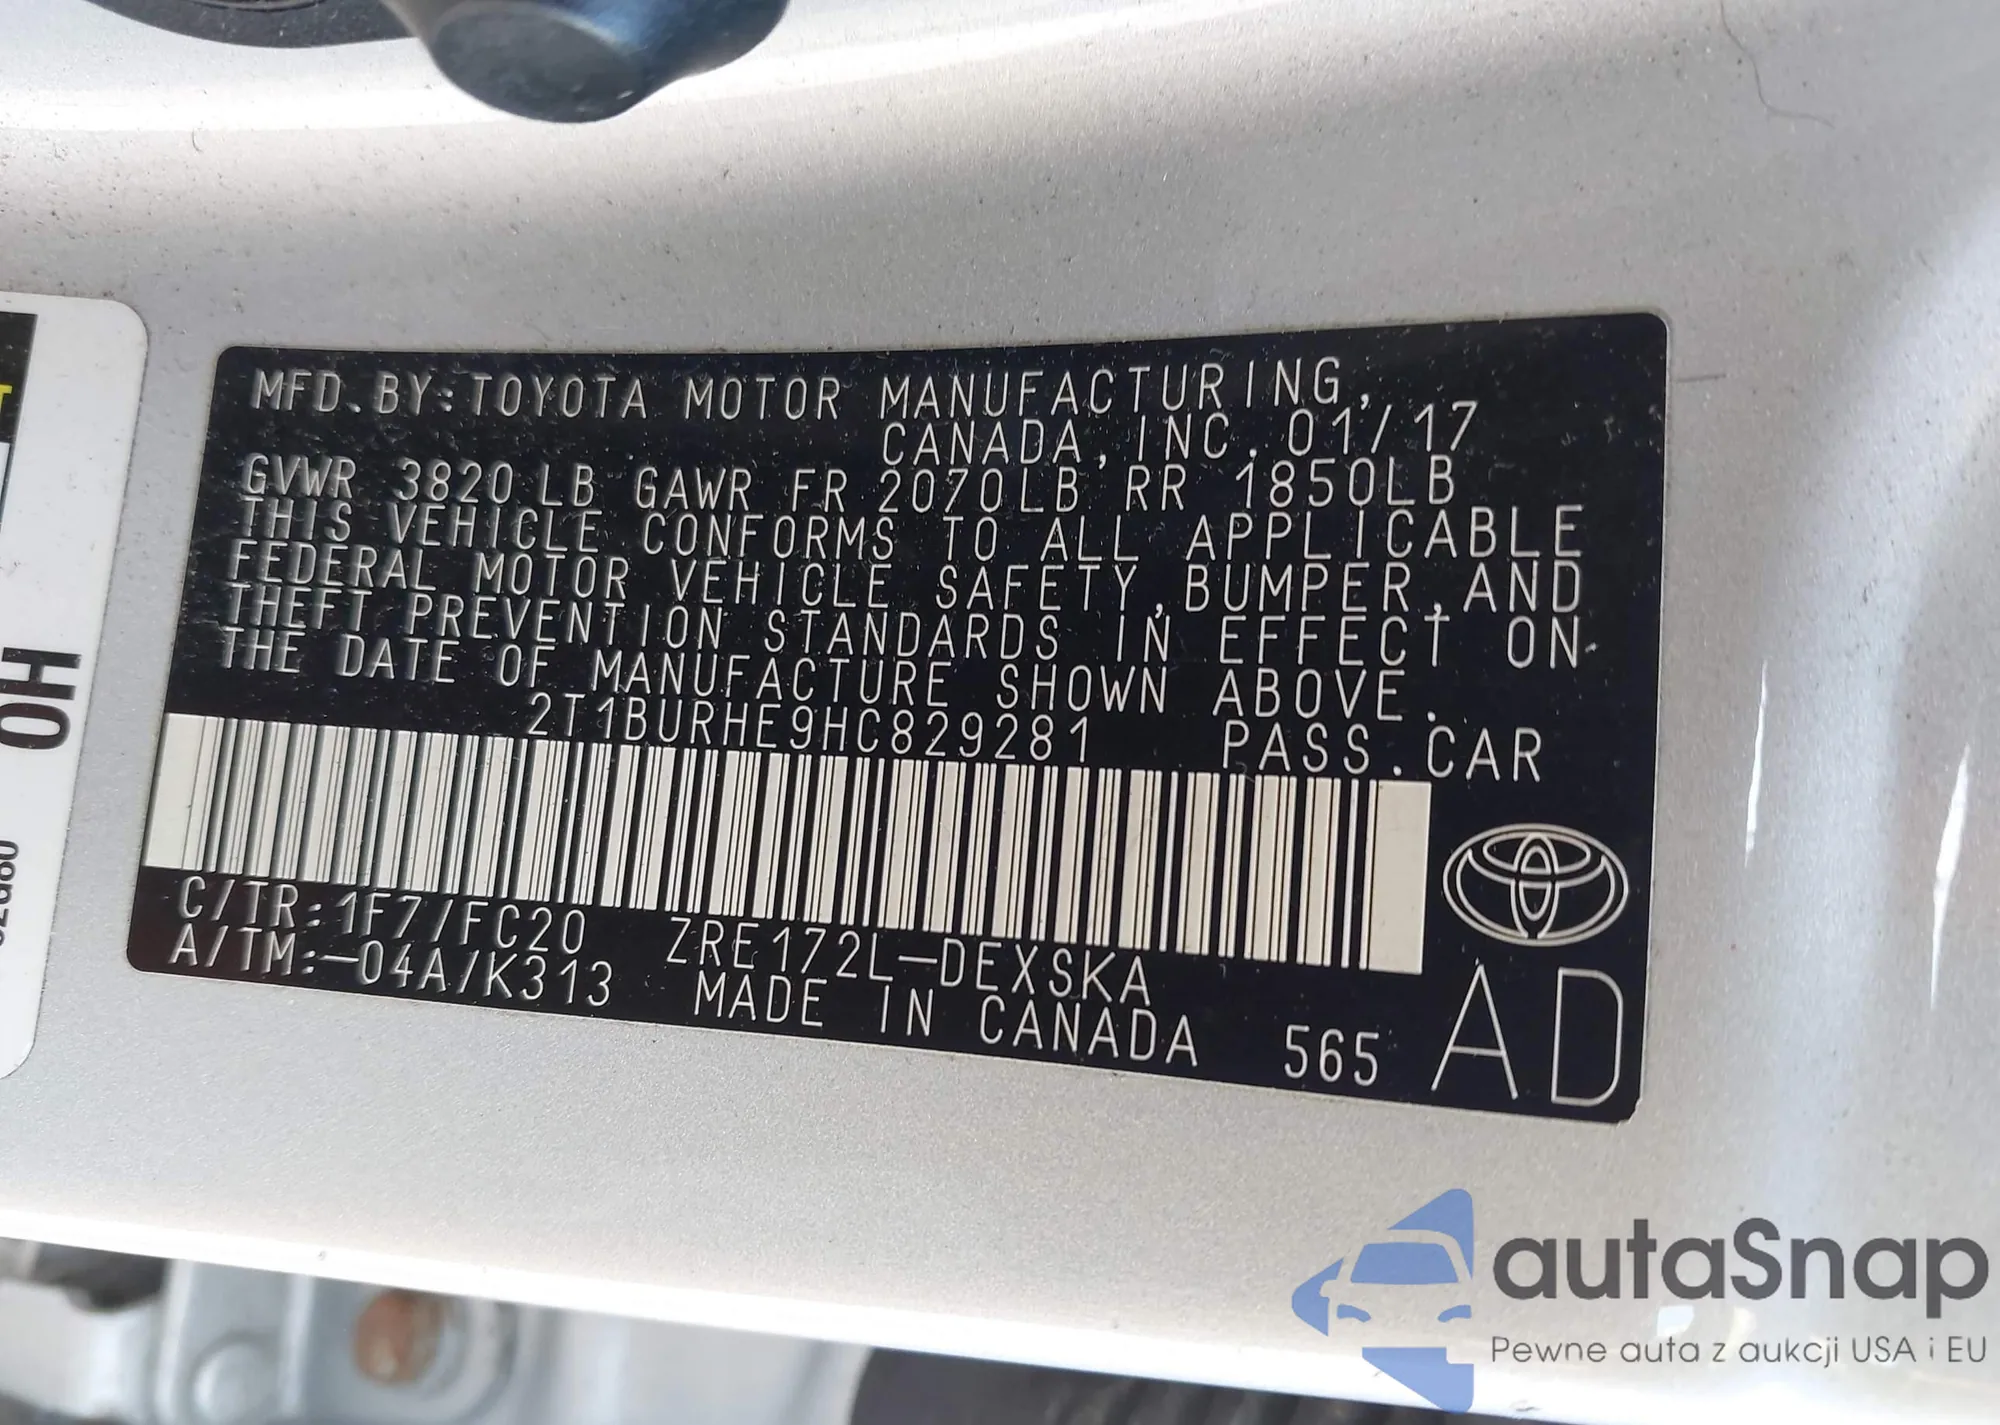 MFD.BY:TOYOTA MOTOR MANUFACTURING,
CANADA,INC.01/17
GVWR 3820LB GAWR FR 2070LB RR 1850LB
THIS VEHICLE CONFORMS TO ALL APPLICABLE
FEDERAL MOTOR VEHICLE SAFETY,BUMPER,AND
THEFT PREVENTION STANDARDS IN EFFECT ON
THE DATE OF MANUFACTURE SHOWN ABOVE.
2T1BURHE9HC829281 PASS.CAR
C/TR:1F7/FC20 ZRE172L-DEXSKA
A/TM:-04A/K313 MADE IN CANADA 565 AD
OH
autaSnap
Pewne auta z aukcji USA i EU